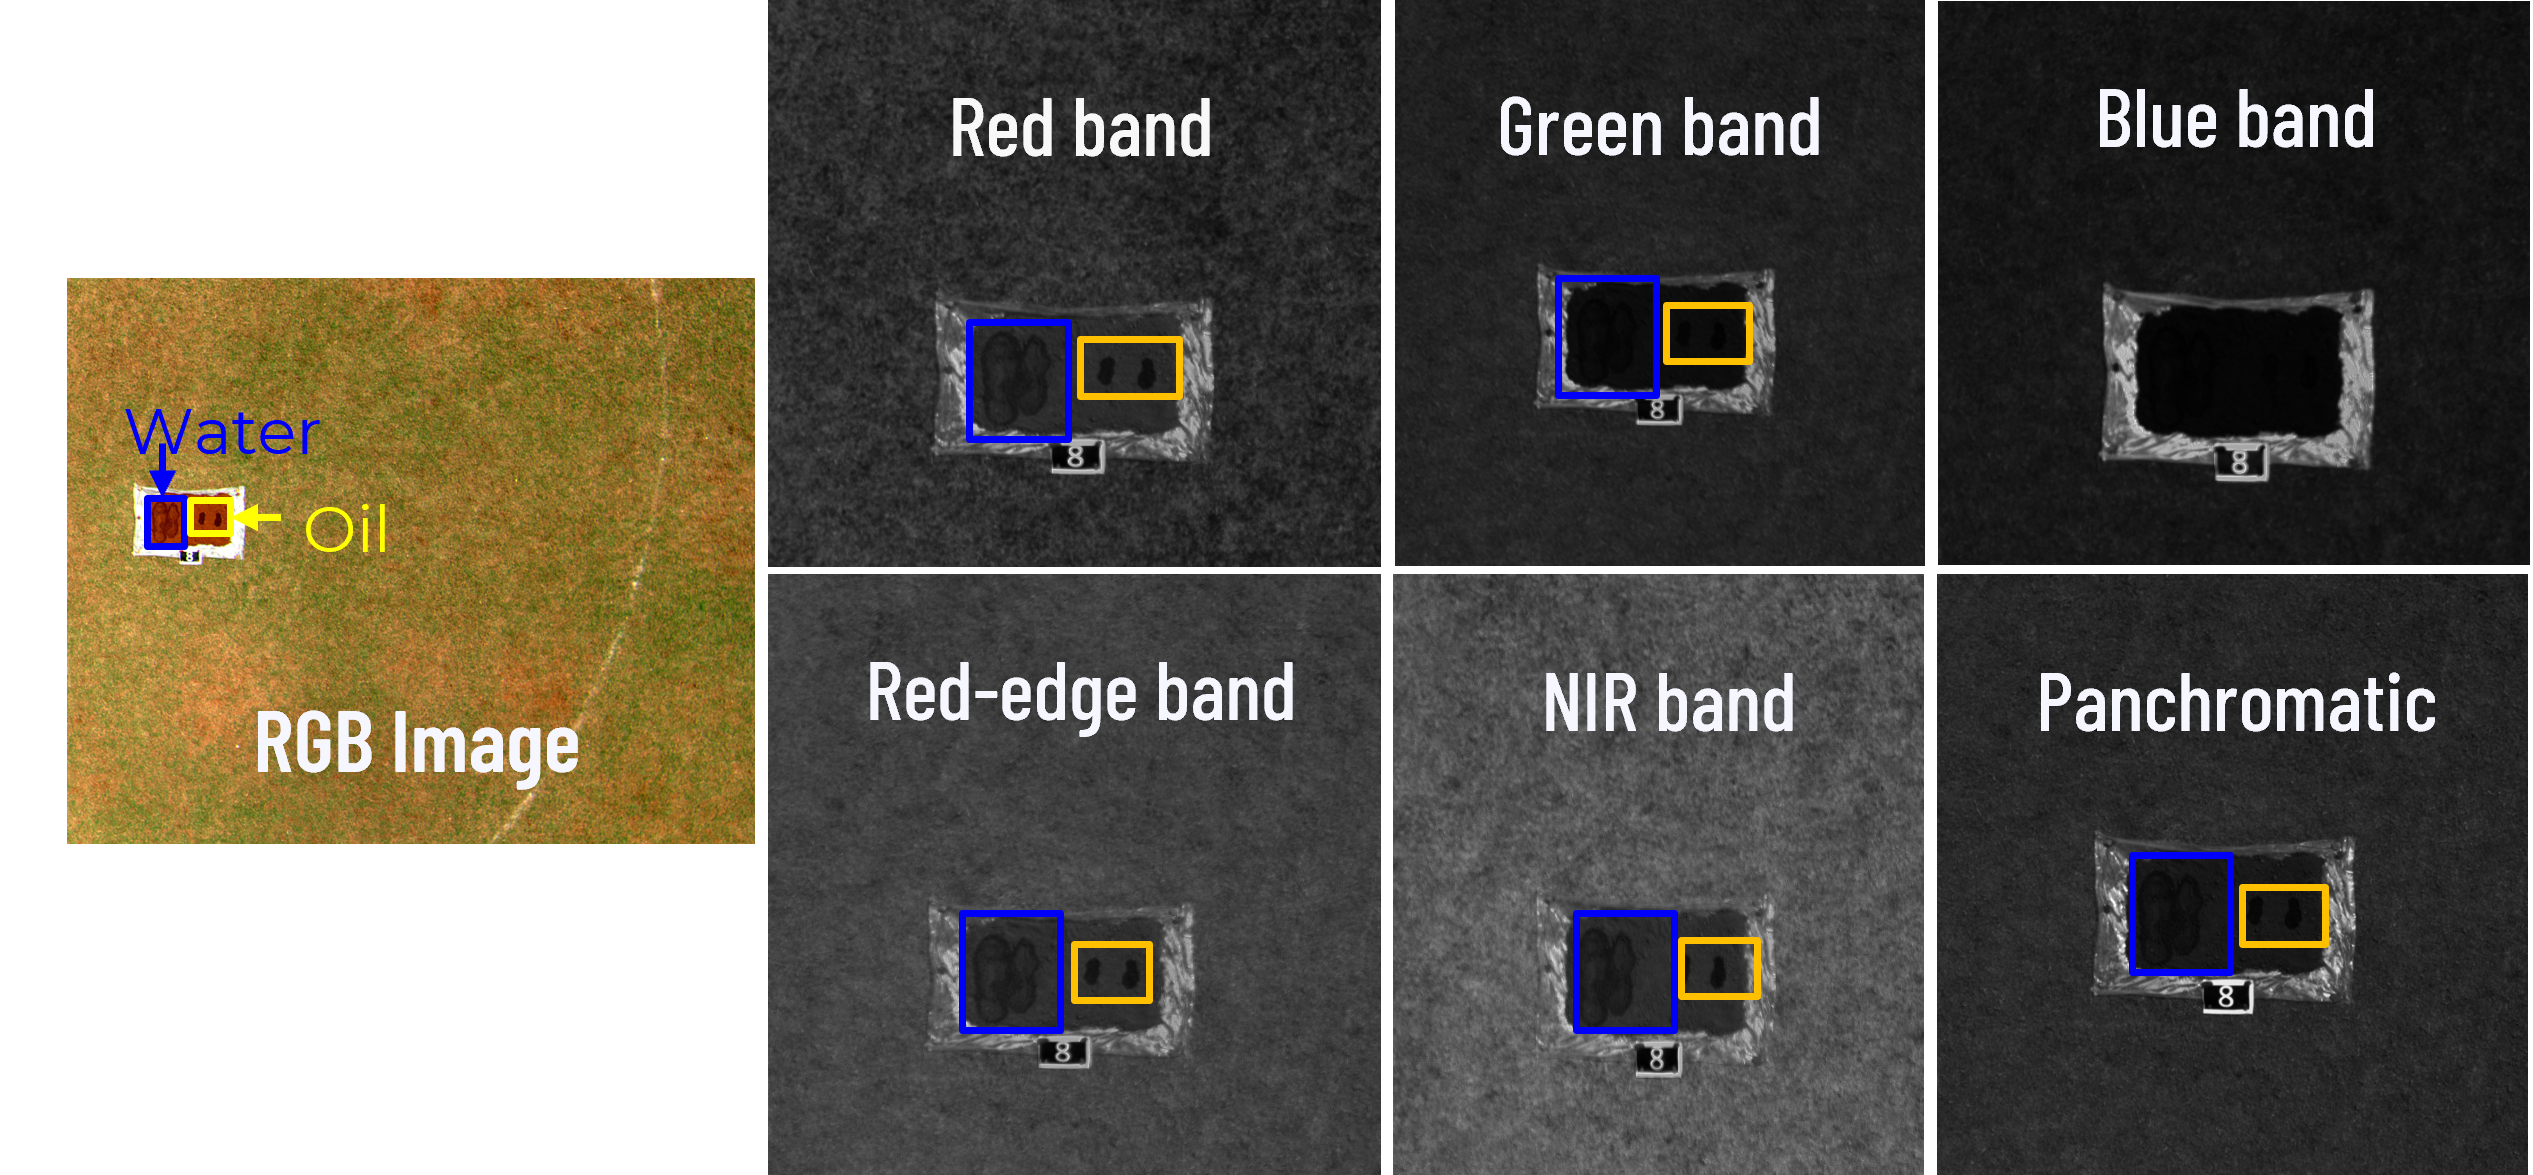 Water
Oil
RGB Image
8
Red band
8
Green band
8
Blue band
8
Red-edge band
8
NIR band
8
Panchromatic
8